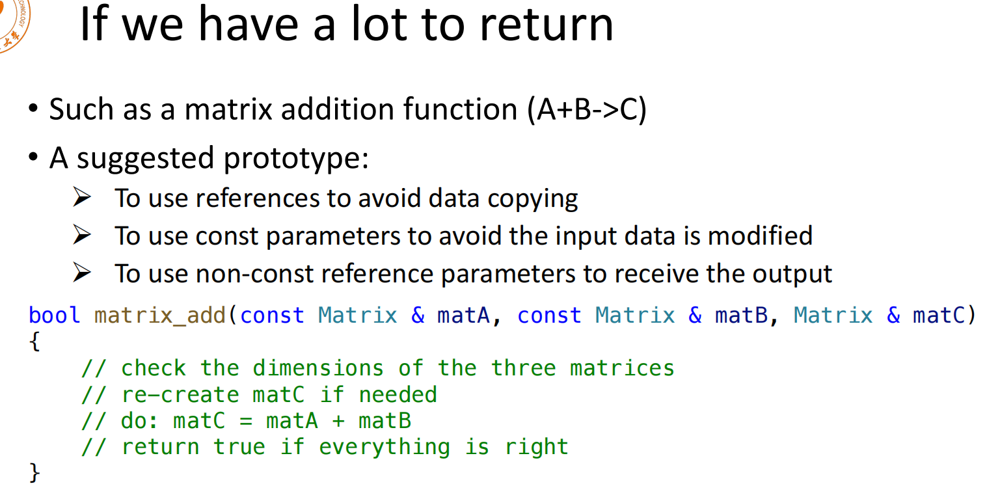 CHNOLOGY
大学
If we have a lot to return
• Such as a matrix addition function (A+B->C)
• A suggested prototype:
➢ To use references to avoid data copying
➢ To use const parameters to avoid the input data is modified
➢ To use non-const reference parameters to receive the output
bool matrix_add(const Matrix & matA, const Matrix & matB, Matrix & matC)
{
    // check the dimensions of the three matrices
    // re-create matC if needed
    // do: matC = matA + matB
    // return true if everything is right
}